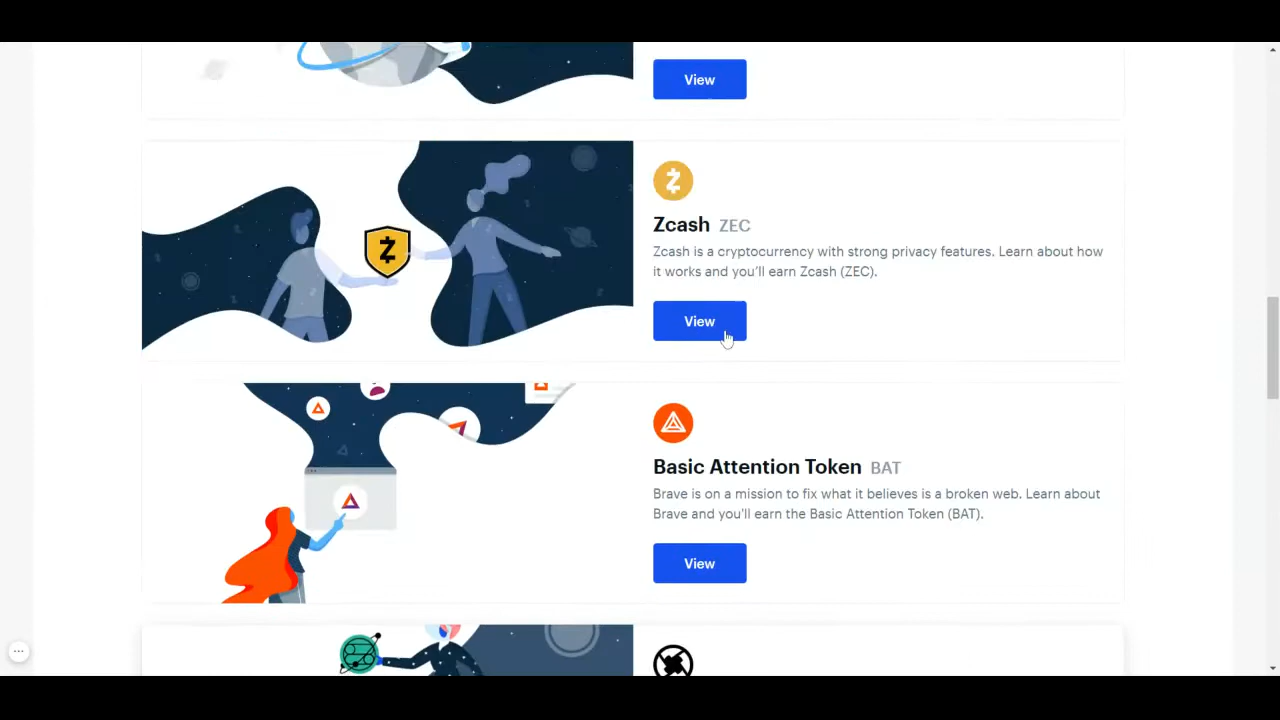 View
Zcash ZEC
Zcash is a cryptocurrency with strong privacy features. Learn about how
it works and you’ll earn Zcash (ZEC).
View
Basic Attention Token BAT
Brave is on a mission to fix what it believes is a broken web. Learn about
Brave and you'll earn the Basic Attention Token (BAT).
View